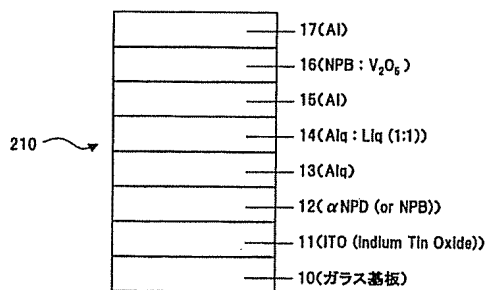 17(Al)
16(NPB : V₂O₅)
15(Al)
14(Alq : Liq (1:1))
210
13(Alq)
12(αNPD (or NPB))
11(ITO (Indium Tin Oxide))
10(ガラス基板)